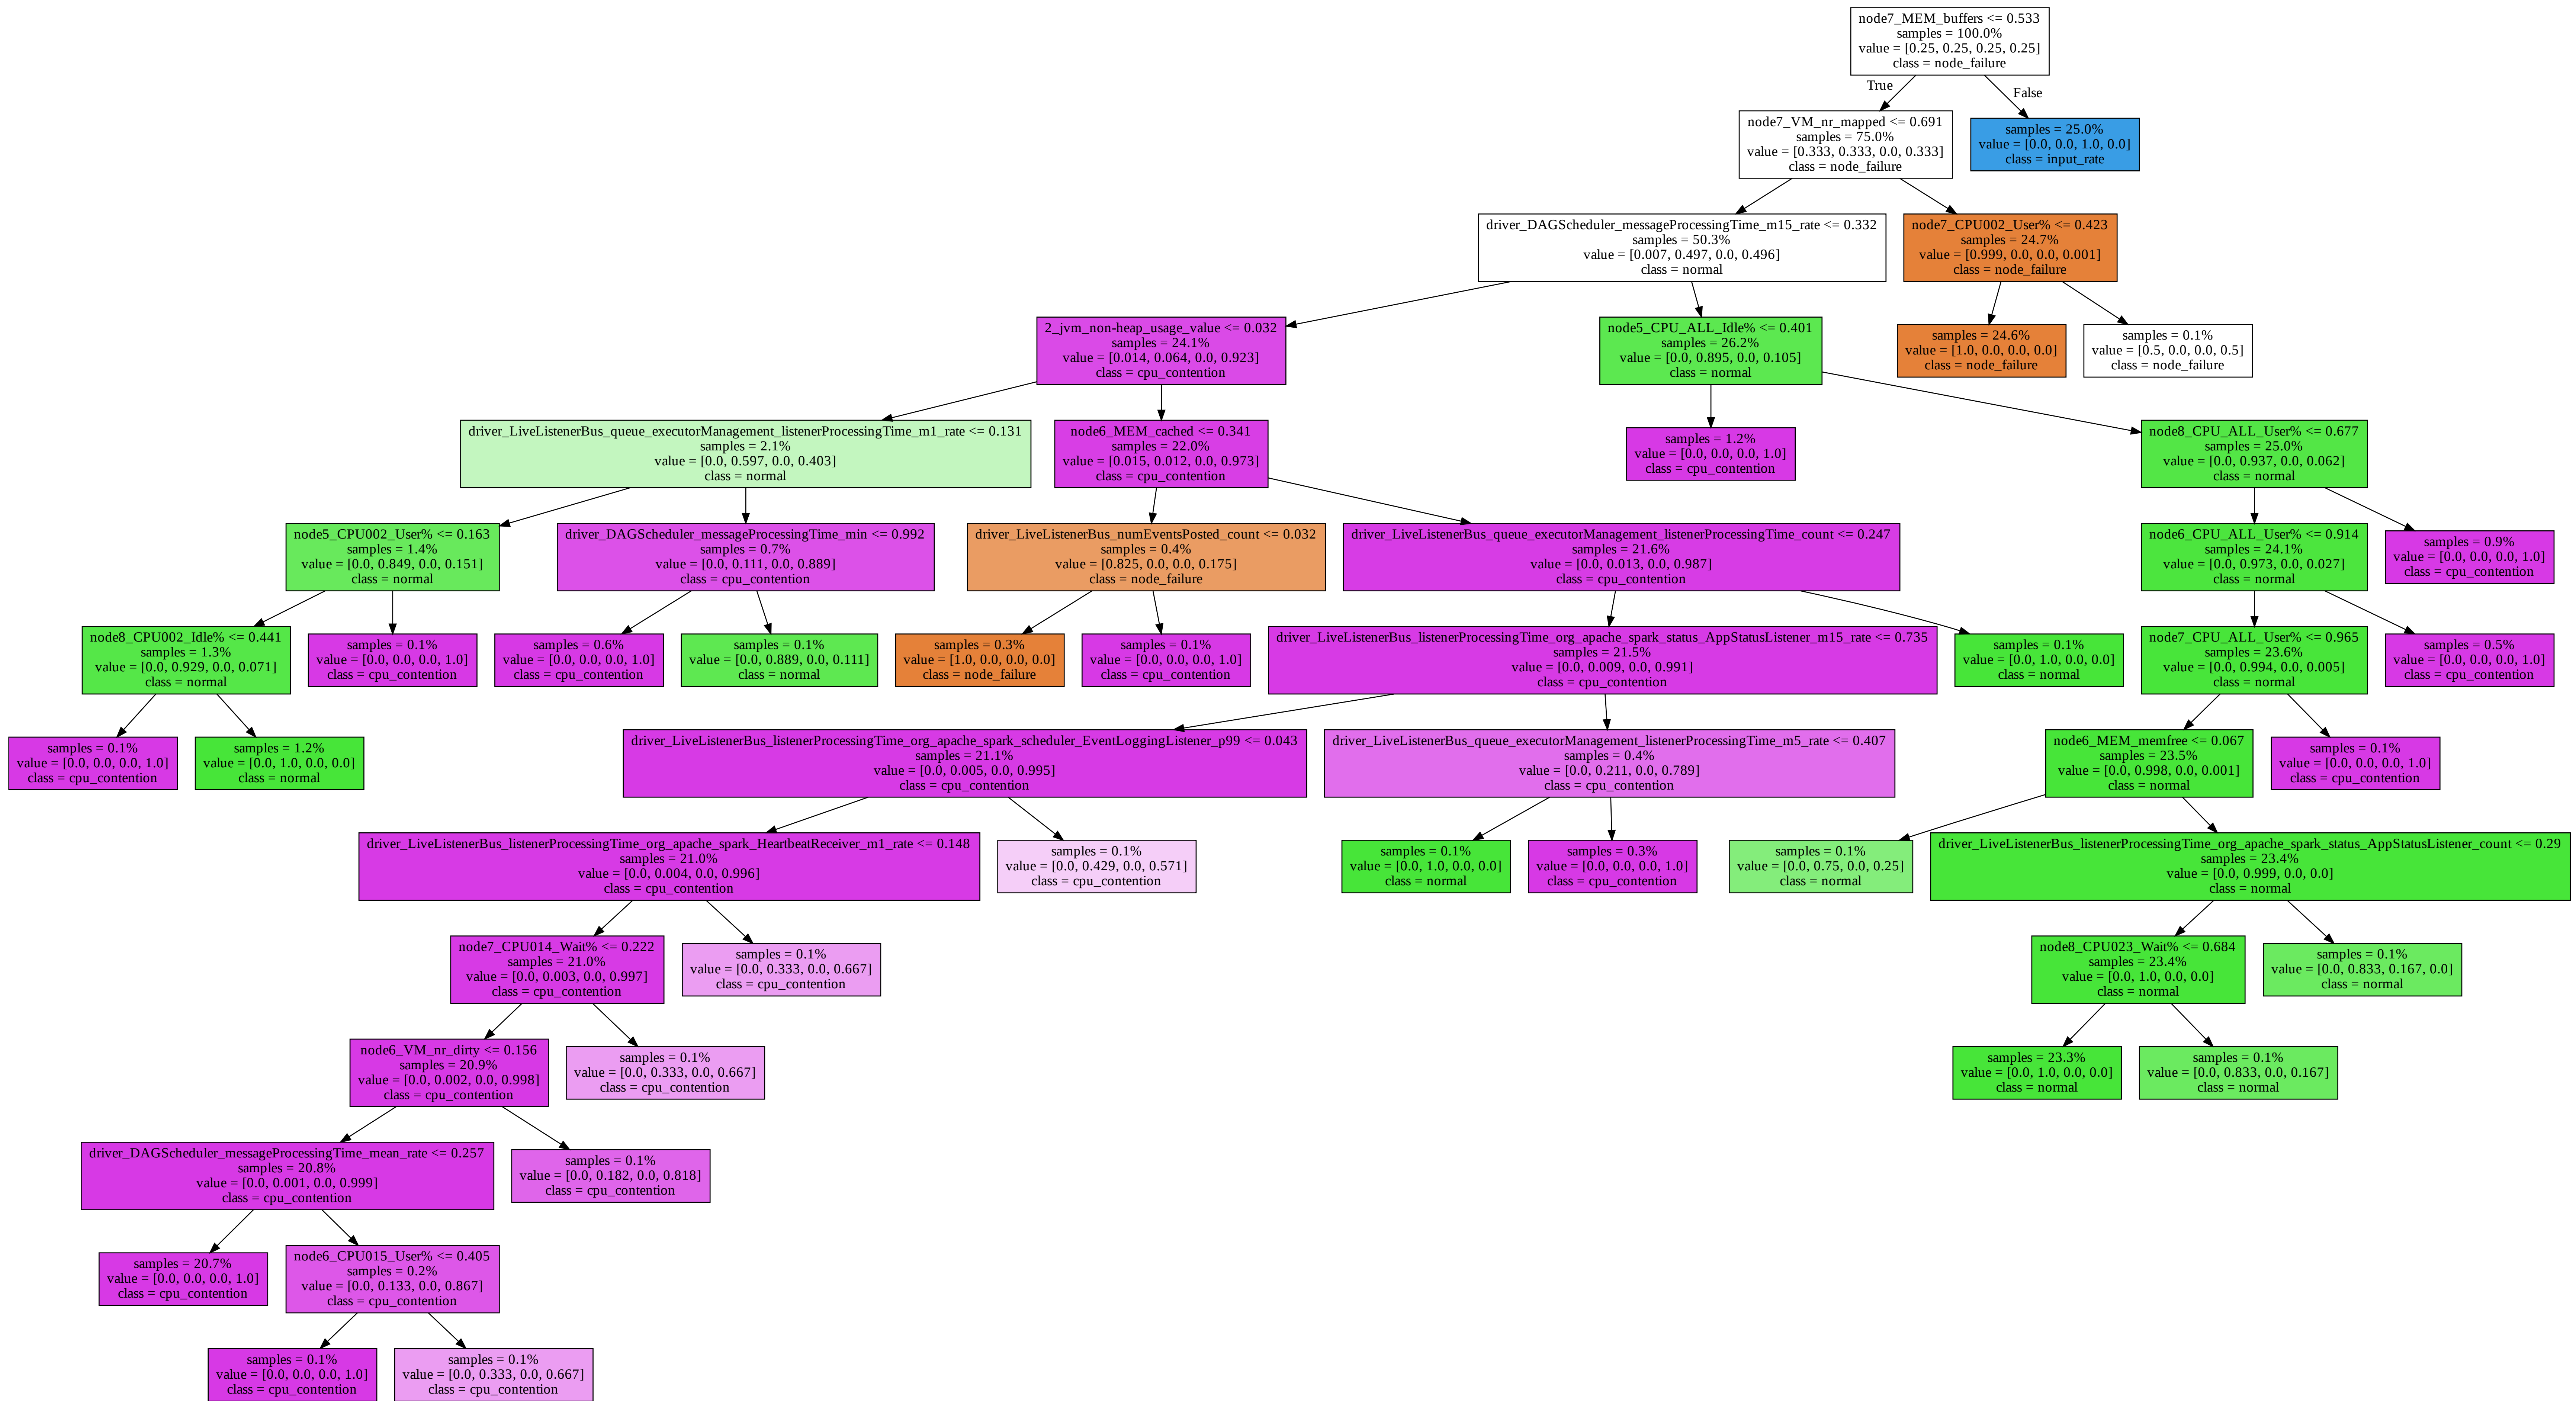 node7_MEM_buffers <= 0.533
samples = 100.0%
value = [0.25, 0.25, 0.25, 0.25]
class = node_failure
True
False
node7_VM_nr_mapped <= 0.691
samples = 75.0%
value = [0.333, 0.333, 0.0, 0.333]
class = node_failure
samples = 25.0%
value = [0.0, 0.0, 1.0, 0.0]
class = input_rate
driver_DAGScheduler_messageProcessingTime_m15_rate <= 0.332
samples = 50.3%
value = [0.007, 0.497, 0.0, 0.496]
class = normal
node7_CPU002_User% <= 0.423
samples = 24.7%
value = [0.999, 0.0, 0.0, 0.001]
class = node_failure
2_jvm_non-heap_usage_value <= 0.032
samples = 24.1%
value = [0.014, 0.064, 0.0, 0.923]
class = cpu_contention
node5_CPU_ALL_Idle% <= 0.401
samples = 26.2%
value = [0.0, 0.895, 0.0, 0.105]
class = normal
samples = 24.6%
value = [1.0, 0.0, 0.0, 0.0]
class = node_failure
samples = 0.1%
value = [0.5, 0.0, 0.0, 0.5]
class = node_failure
driver_LiveListenerBus_queue_executorManagement_listenerProcessingTime_m1_rate <= 0.131
samples = 2.1%
value = [0.0, 0.597, 0.0, 0.403]
class = normal
node6_MEM_cached <= 0.341
samples = 22.0%
value = [0.015, 0.012, 0.0, 0.973]
class = cpu_contention
samples = 1.2%
value = [0.0, 0.0, 0.0, 1.0]
class = cpu_contention
node8_CPU_ALL_User% <= 0.677
samples = 25.0%
value = [0.0, 0.937, 0.0, 0.062]
class = normal
node5_CPU002_User% <= 0.163
samples = 1.4%
value = [0.0, 0.849, 0.0, 0.151]
class = normal
driver_DAGScheduler_messageProcessingTime_min <= 0.992
samples = 0.7%
value = [0.0, 0.111, 0.0, 0.889]
class = cpu_contention
driver_LiveListenerBus_numEventsPosted_count <= 0.032
samples = 0.4%
value = [0.825, 0.0, 0.0, 0.175]
class = node_failure
driver_LiveListenerBus_queue_executorManagement_listenerProcessingTime_count <= 0.247
samples = 21.6%
value = [0.0, 0.013, 0.0, 0.987]
class = cpu_contention
node6_CPU_ALL_User% <= 0.914
samples = 24.1%
value = [0.0, 0.973, 0.0, 0.027]
class = normal
samples = 0.9%
value = [0.0, 0.0, 0.0, 1.0]
class = cpu_contention
node8_CPU002_Idle% <= 0.441
samples = 1.3%
value = [0.0, 0.929, 0.0, 0.071]
class = normal
samples = 0.1%
value = [0.0, 0.0, 0.0, 1.0]
class = cpu_contention
samples = 0.6%
value = [0.0, 0.0, 0.0, 1.0]
class = cpu_contention
samples = 0.1%
value = [0.0, 0.889, 0.0, 0.111]
class = normal
samples = 0.3%
value = [1.0, 0.0, 0.0, 0.0]
class = node_failure
samples = 0.1%
value = [0.0, 0.0, 0.0, 1.0]
class = cpu_contention
driver_LiveListenerBus_listenerProcessingTime_org_apache_spark_status_AppStatusListener_m15_rate <= 0.735
samples = 21.5%
value = [0.0, 0.009, 0.0, 0.991]
class = cpu_contention
samples = 0.1%
value = [0.0, 1.0, 0.0, 0.0]
class = normal
node7_CPU_ALL_User% <= 0.965
samples = 23.6%
value = [0.0, 0.994, 0.0, 0.005]
class = normal
samples = 0.5%
value = [0.0, 0.0, 0.0, 1.0]
class = cpu_contention
samples = 0.1%
value = [0.0, 0.0, 0.0, 1.0]
class = cpu_contention
samples = 1.2%
value = [0.0, 1.0, 0.0, 0.0]
class = normal
driver_LiveListenerBus_listenerProcessingTime_org_apache_spark_scheduler_EventLoggingListener_p99 <= 0.043
samples = 21.1%
value = [0.0, 0.005, 0.0, 0.995]
class = cpu_contention
driver_LiveListenerBus_queue_executorManagement_listenerProcessingTime_m5_rate <= 0.407
samples = 0.4%
value = [0.0, 0.211, 0.0, 0.789]
class = cpu_contention
node6_MEM_memfree <= 0.067
samples = 23.5%
value = [0.0, 0.998, 0.0, 0.001]
class = normal
samples = 0.1%
value = [0.0, 0.0, 0.0, 1.0]
class = cpu_contention
driver_LiveListenerBus_listenerProcessingTime_org_apache_spark_HeartbeatReceiver_m1_rate <= 0.148
samples = 21.0%
value = [0.0, 0.004, 0.0, 0.996]
class = cpu_contention
samples = 0.1%
value = [0.0, 0.429, 0.0, 0.571]
class = cpu_contention
samples = 0.1%
value = [0.0, 1.0, 0.0, 0.0]
class = normal
samples = 0.3%
value = [0.0, 0.0, 0.0, 1.0]
class = cpu_contention
samples = 0.1%
value = [0.0, 0.75, 0.0, 0.25]
class = normal
driver_LiveListenerBus_listenerProcessingTime_org_apache_spark_status_AppStatusListener_count <= 0.29
samples = 23.4%
value = [0.0, 0.999, 0.0, 0.0]
class = normal
node7_CPU014_Wait% <= 0.222
samples = 21.0%
value = [0.0, 0.003, 0.0, 0.997]
class = cpu_contention
samples = 0.1%
value = [0.0, 0.333, 0.0, 0.667]
class = cpu_contention
node8_CPU023_Wait% <= 0.684
samples = 23.4%
value = [0.0, 1.0, 0.0, 0.0]
class = normal
samples = 0.1%
value = [0.0, 0.833, 0.167, 0.0]
class = normal
node6_VM_nr_dirty <= 0.156
samples = 20.9%
value = [0.0, 0.002, 0.0, 0.998]
class = cpu_contention
samples = 0.1%
value = [0.0, 0.333, 0.0, 0.667]
class = cpu_contention
samples = 23.3%
value = [0.0, 1.0, 0.0, 0.0]
class = normal
samples = 0.1%
value = [0.0, 0.833, 0.0, 0.167]
class = normal
driver_DAGScheduler_messageProcessingTime_mean_rate <= 0.257
samples = 20.8%
value = [0.0, 0.001, 0.0, 0.999]
class = cpu_contention
samples = 0.1%
value = [0.0, 0.182, 0.0, 0.818]
class = cpu_contention
samples = 20.7%
value = [0.0, 0.0, 0.0, 1.0]
class = cpu_contention
node6_CPU015_User% <= 0.405
samples = 0.2%
value = [0.0, 0.133, 0.0, 0.867]
class = cpu_contention
samples = 0.1%
value = [0.0, 0.0, 0.0, 1.0]
class = cpu_contention
samples = 0.1%
value = [0.0, 0.333, 0.0, 0.667]
class = cpu_contention